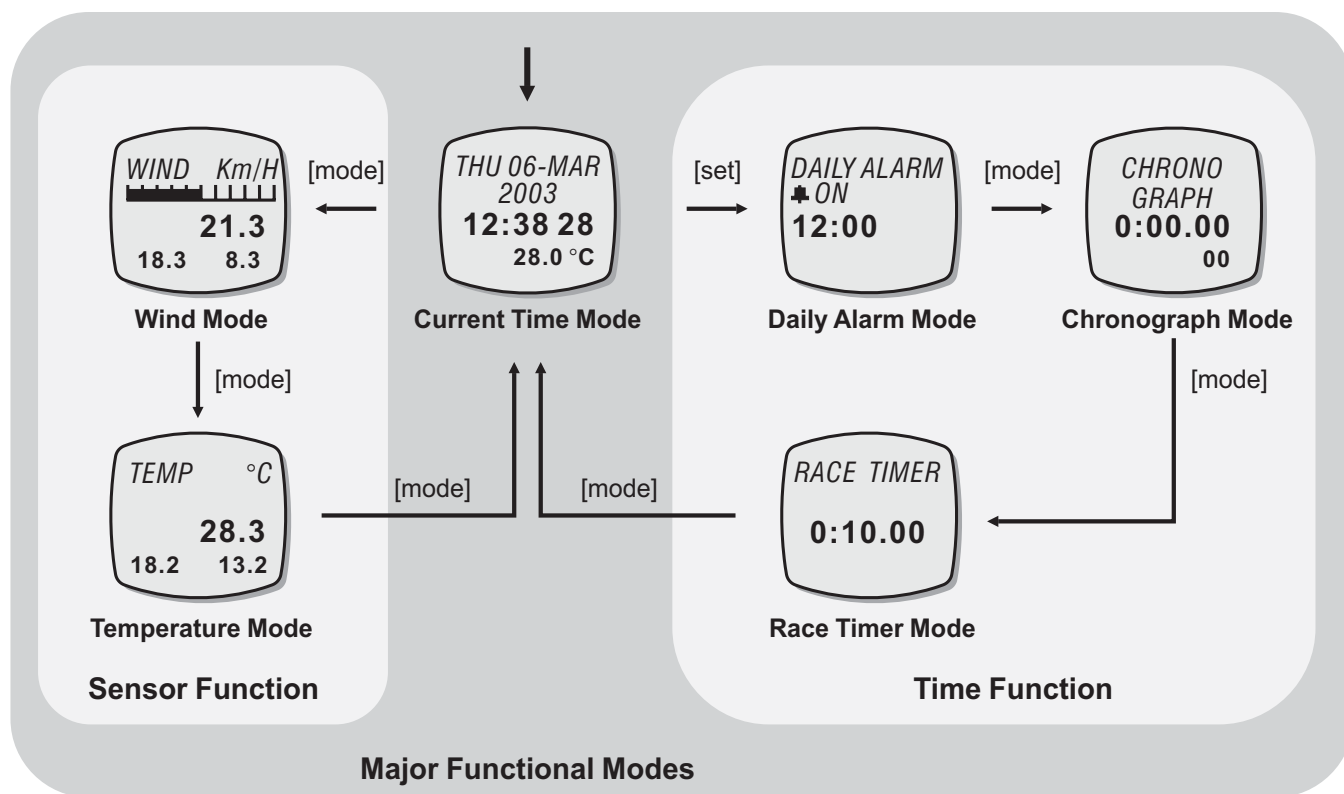 WIND Km/H
21.3
18.3 8.3
Wind Mode
[mode]
THU 06-MAR
2003
12:38 28
28.0 °C
Current Time Mode
[set]
DAILY ALARM
ON
12:00
Daily Alarm Mode
[mode]
CHRONO
GRAPH
0:00.00
00
Chronograph Mode
[mode]
[mode]
TEMP °C
28.3
18.2 13.2
Temperature Mode
[mode]
[mode]
RACE TIMER
0:10.00
Race Timer Mode
Sensor Function
Time Function
Major Functional Modes